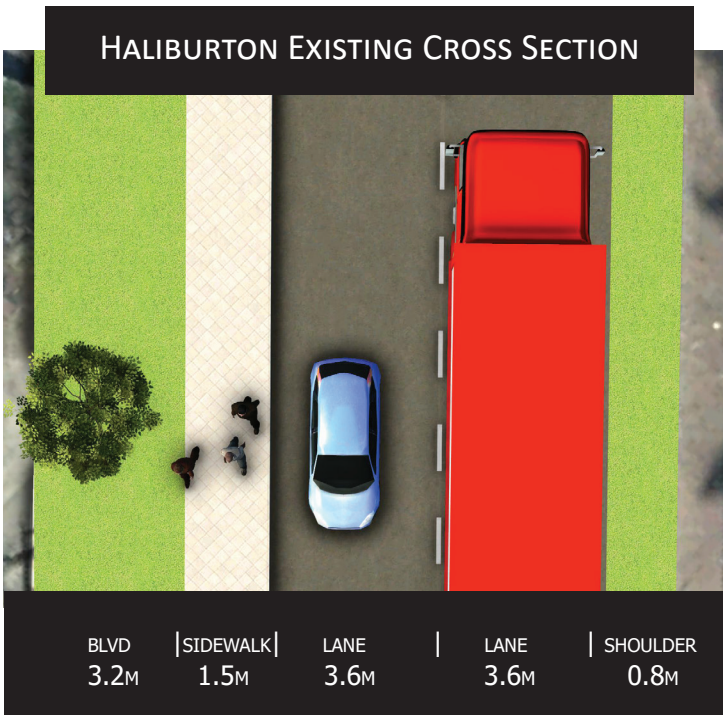 HALIBURTON EXISTING CROSS SECTION
BLVD |SIDEWALK| LANE | LANE | SHOULDER
3.2M 1.5M 3.6M 3.6M 0.8M